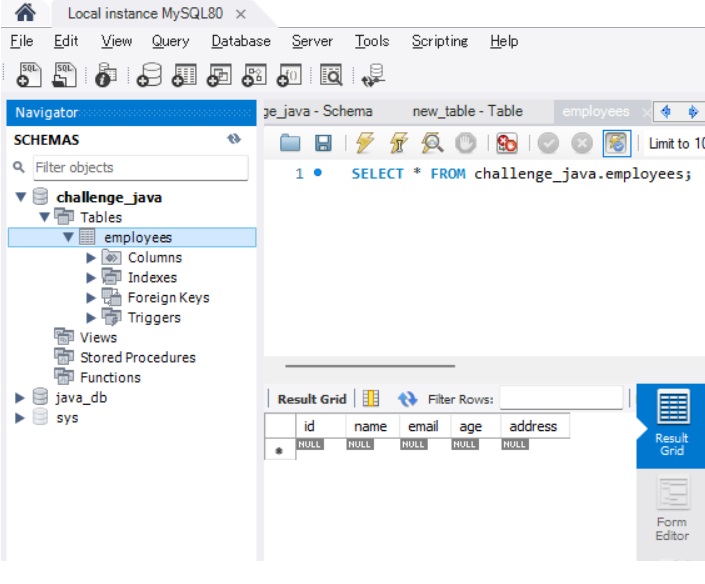 Local instance MySQL80 ×
File Edit View Query Database Server Tools Scripting Help
SQL SQL
Navigator
ge_java - Schema new_table - Table employees ×
SCHEMAS
Limit to 10
Filter objects
1 SELECT * FROM challenge_java.employees;
challenge_java
Tables
employees
Columns
Indexes
Foreign Keys
Triggers
Views
Stored Procedures
Functions
java_db
sys
Result Grid Filter Rows:
id name email age address
* NULL NULL NULL NULL NULL
Result
Grid
Form
Editor